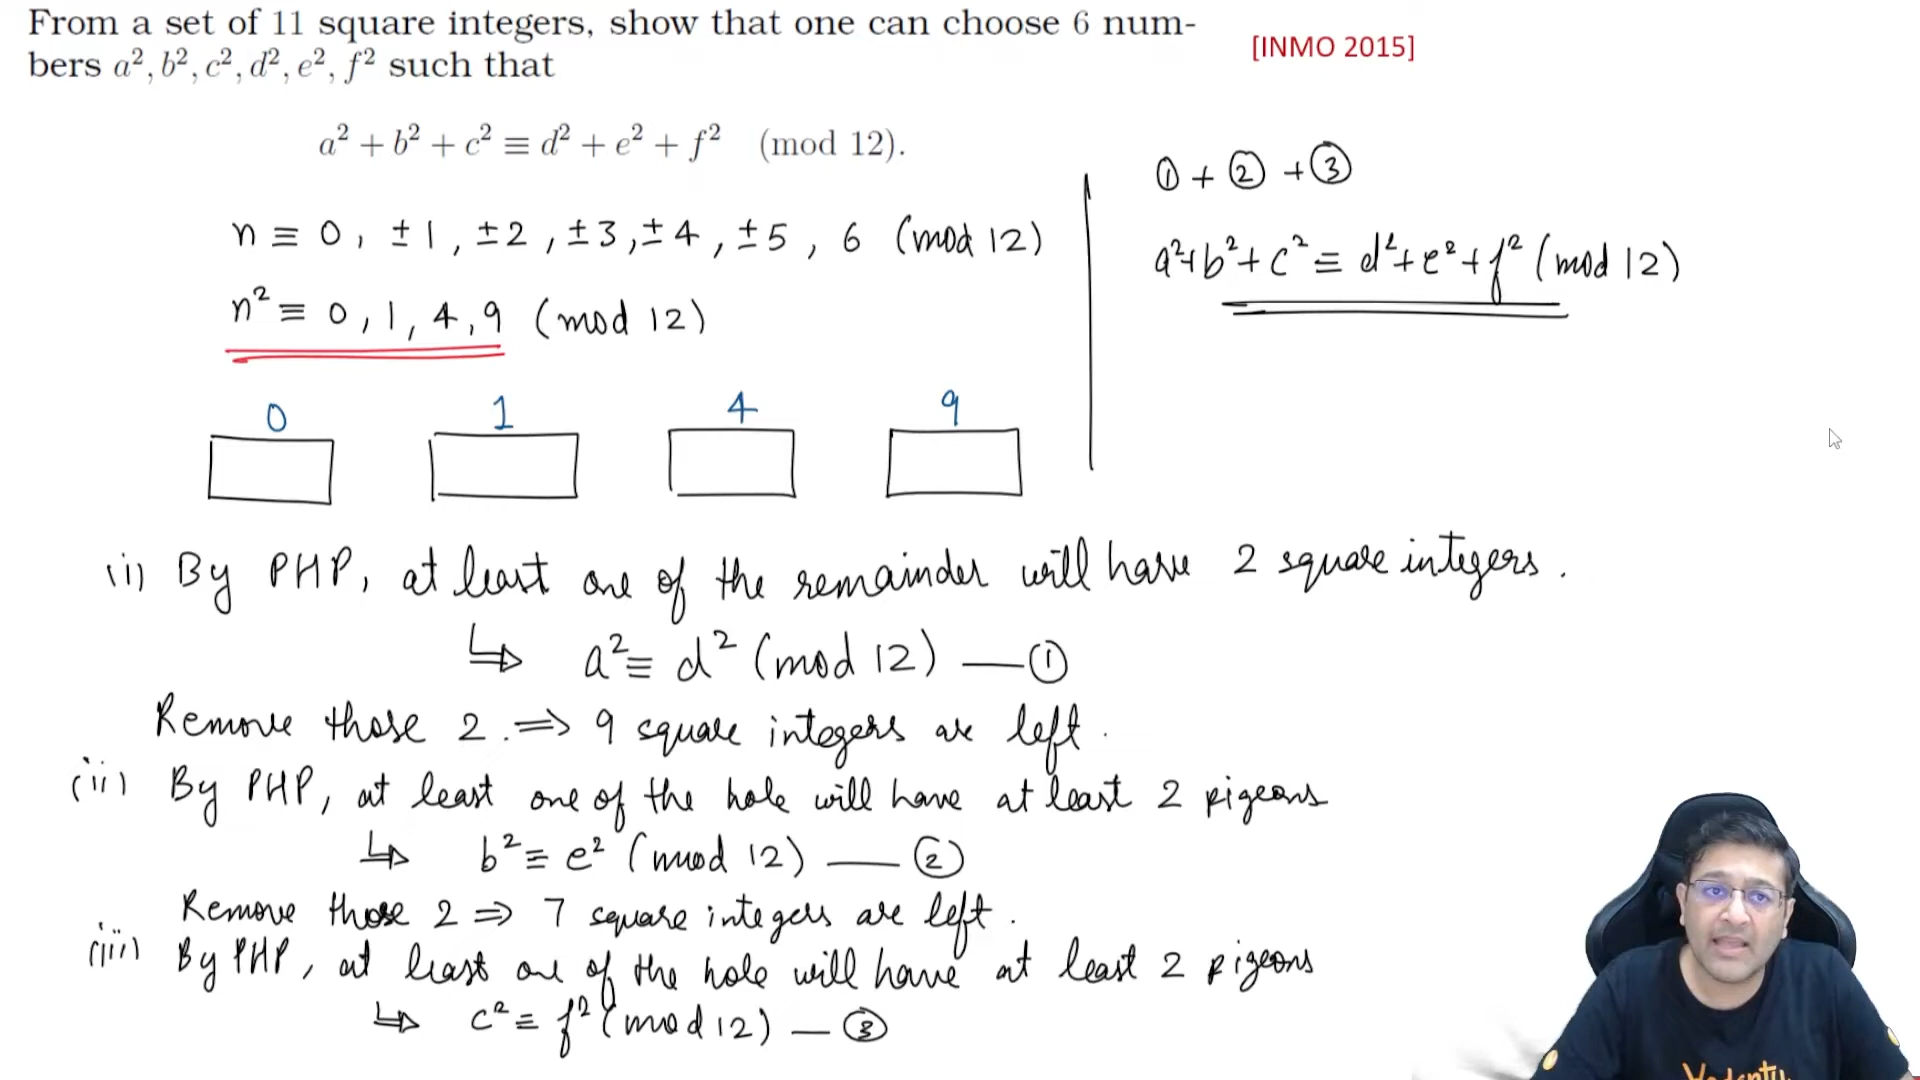 From a set of 11 square integers, show that one can choose 6 num-
bers a², b², c², d², e², f² such that
[INMO 2015]
a² + b² + c² ≡ d² + e² + f² (mod 12).
n ≡ 0, ±1, ±2, ±3, ±4, ±5, 6 (mod 12)
n² ≡ 0, 1, 4, 9 (mod 12)
① + ② + ③
a²+b²+c² ≡ d²+e²+f² (mod 12)
0 1 4 9
(i) By PHP, at least one of the remainder will have 2 square integers.
↳ a² ≡ d² (mod 12) — ①
Remove those 2. ⇒ 9 square integers are left.
(ii) By PHP, at least one of the hole will have at least 2 pigeons
↳ b² ≡ e² (mod 12) — ②
Remove those 2 ⇒ 7 square integers are left.
(iii) By PHP, at least one of the hole will have at least 2 pigeons
↳ c² ≡ f² (mod 12) — ③